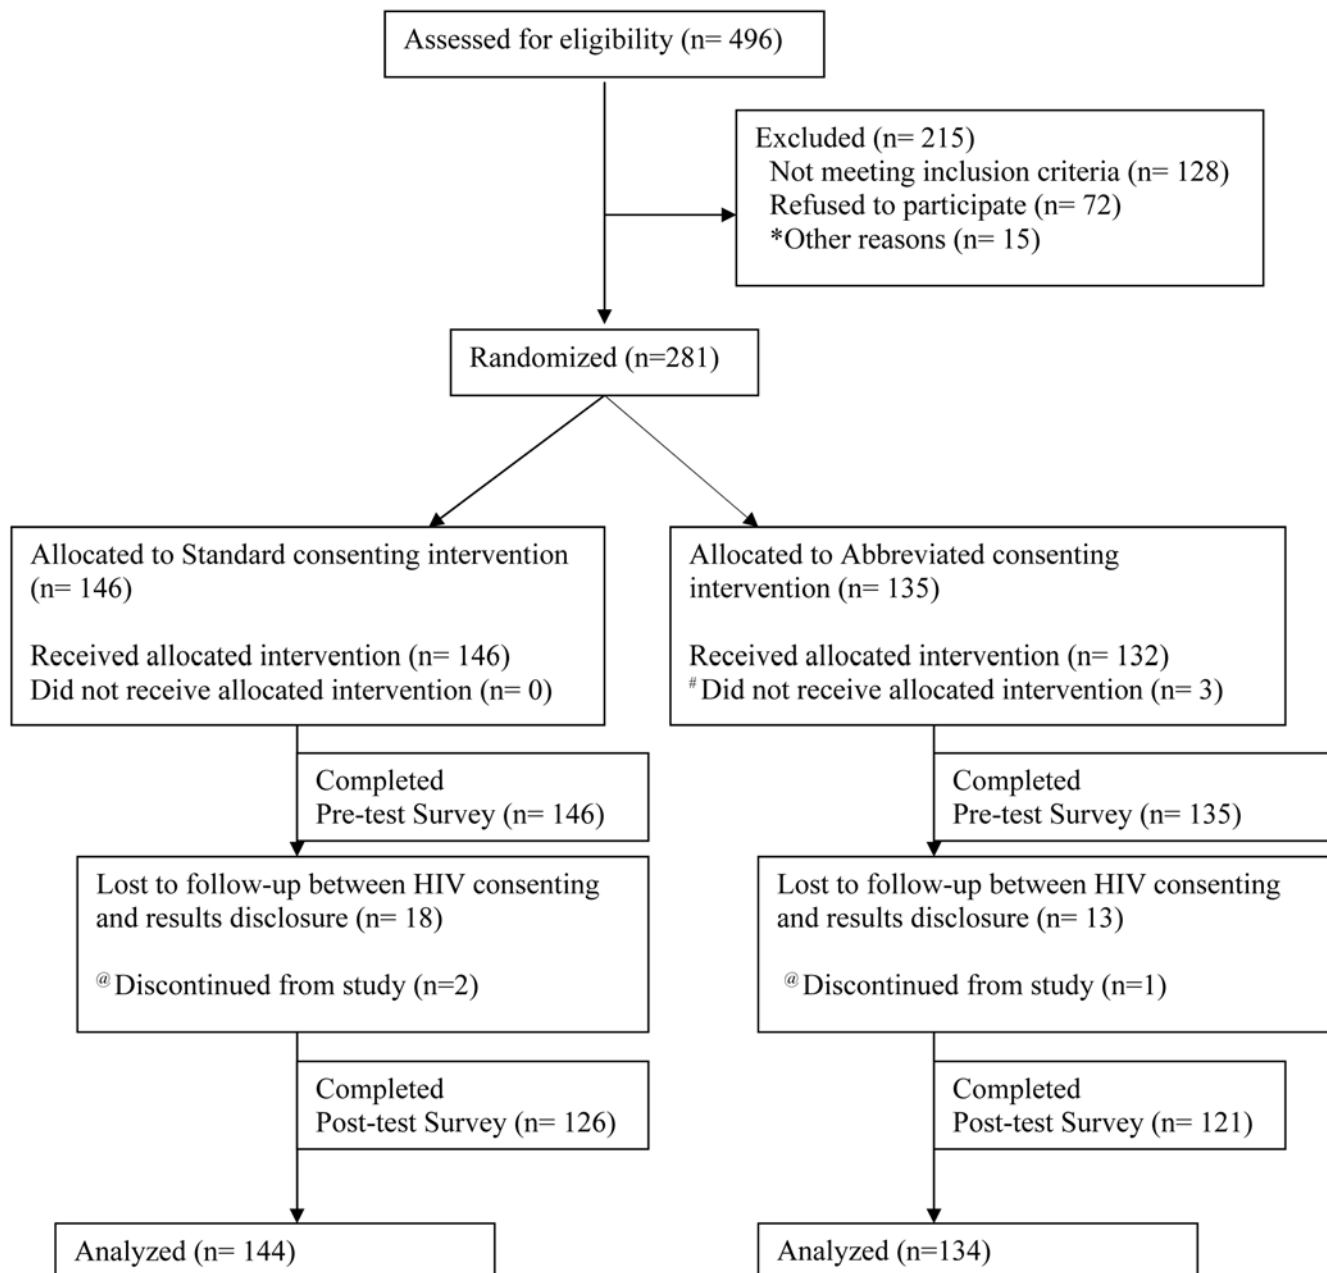 Assessed for eligibility (n= 496)
Excluded (n= 215)
Not meeting inclusion criteria (n= 128)
Refused to participate (n= 72)
*Other reasons (n= 15)
Randomized (n=281)
Allocated to Standard consenting intervention
(n= 146)
Received allocated intervention (n= 146)
Did not receive allocated intervention (n= 0)
Allocated to Abbreviated consenting
intervention (n= 135)
Received allocated intervention (n= 132)
#Did not receive allocated intervention (n= 3)
Completed
Pre-test Survey (n= 146)
Completed
Pre-test Survey (n= 135)
Lost to follow-up between HIV consenting
and results disclosure (n= 18)
@Discontinued from study (n=2)
Lost to follow-up between HIV consenting
and results disclosure (n= 13)
@Discontinued from study (n=1)
Completed
Post-test Survey (n= 126)
Completed
Post-test Survey (n= 121)
Analyzed (n= 144)
Analyzed (n=134)